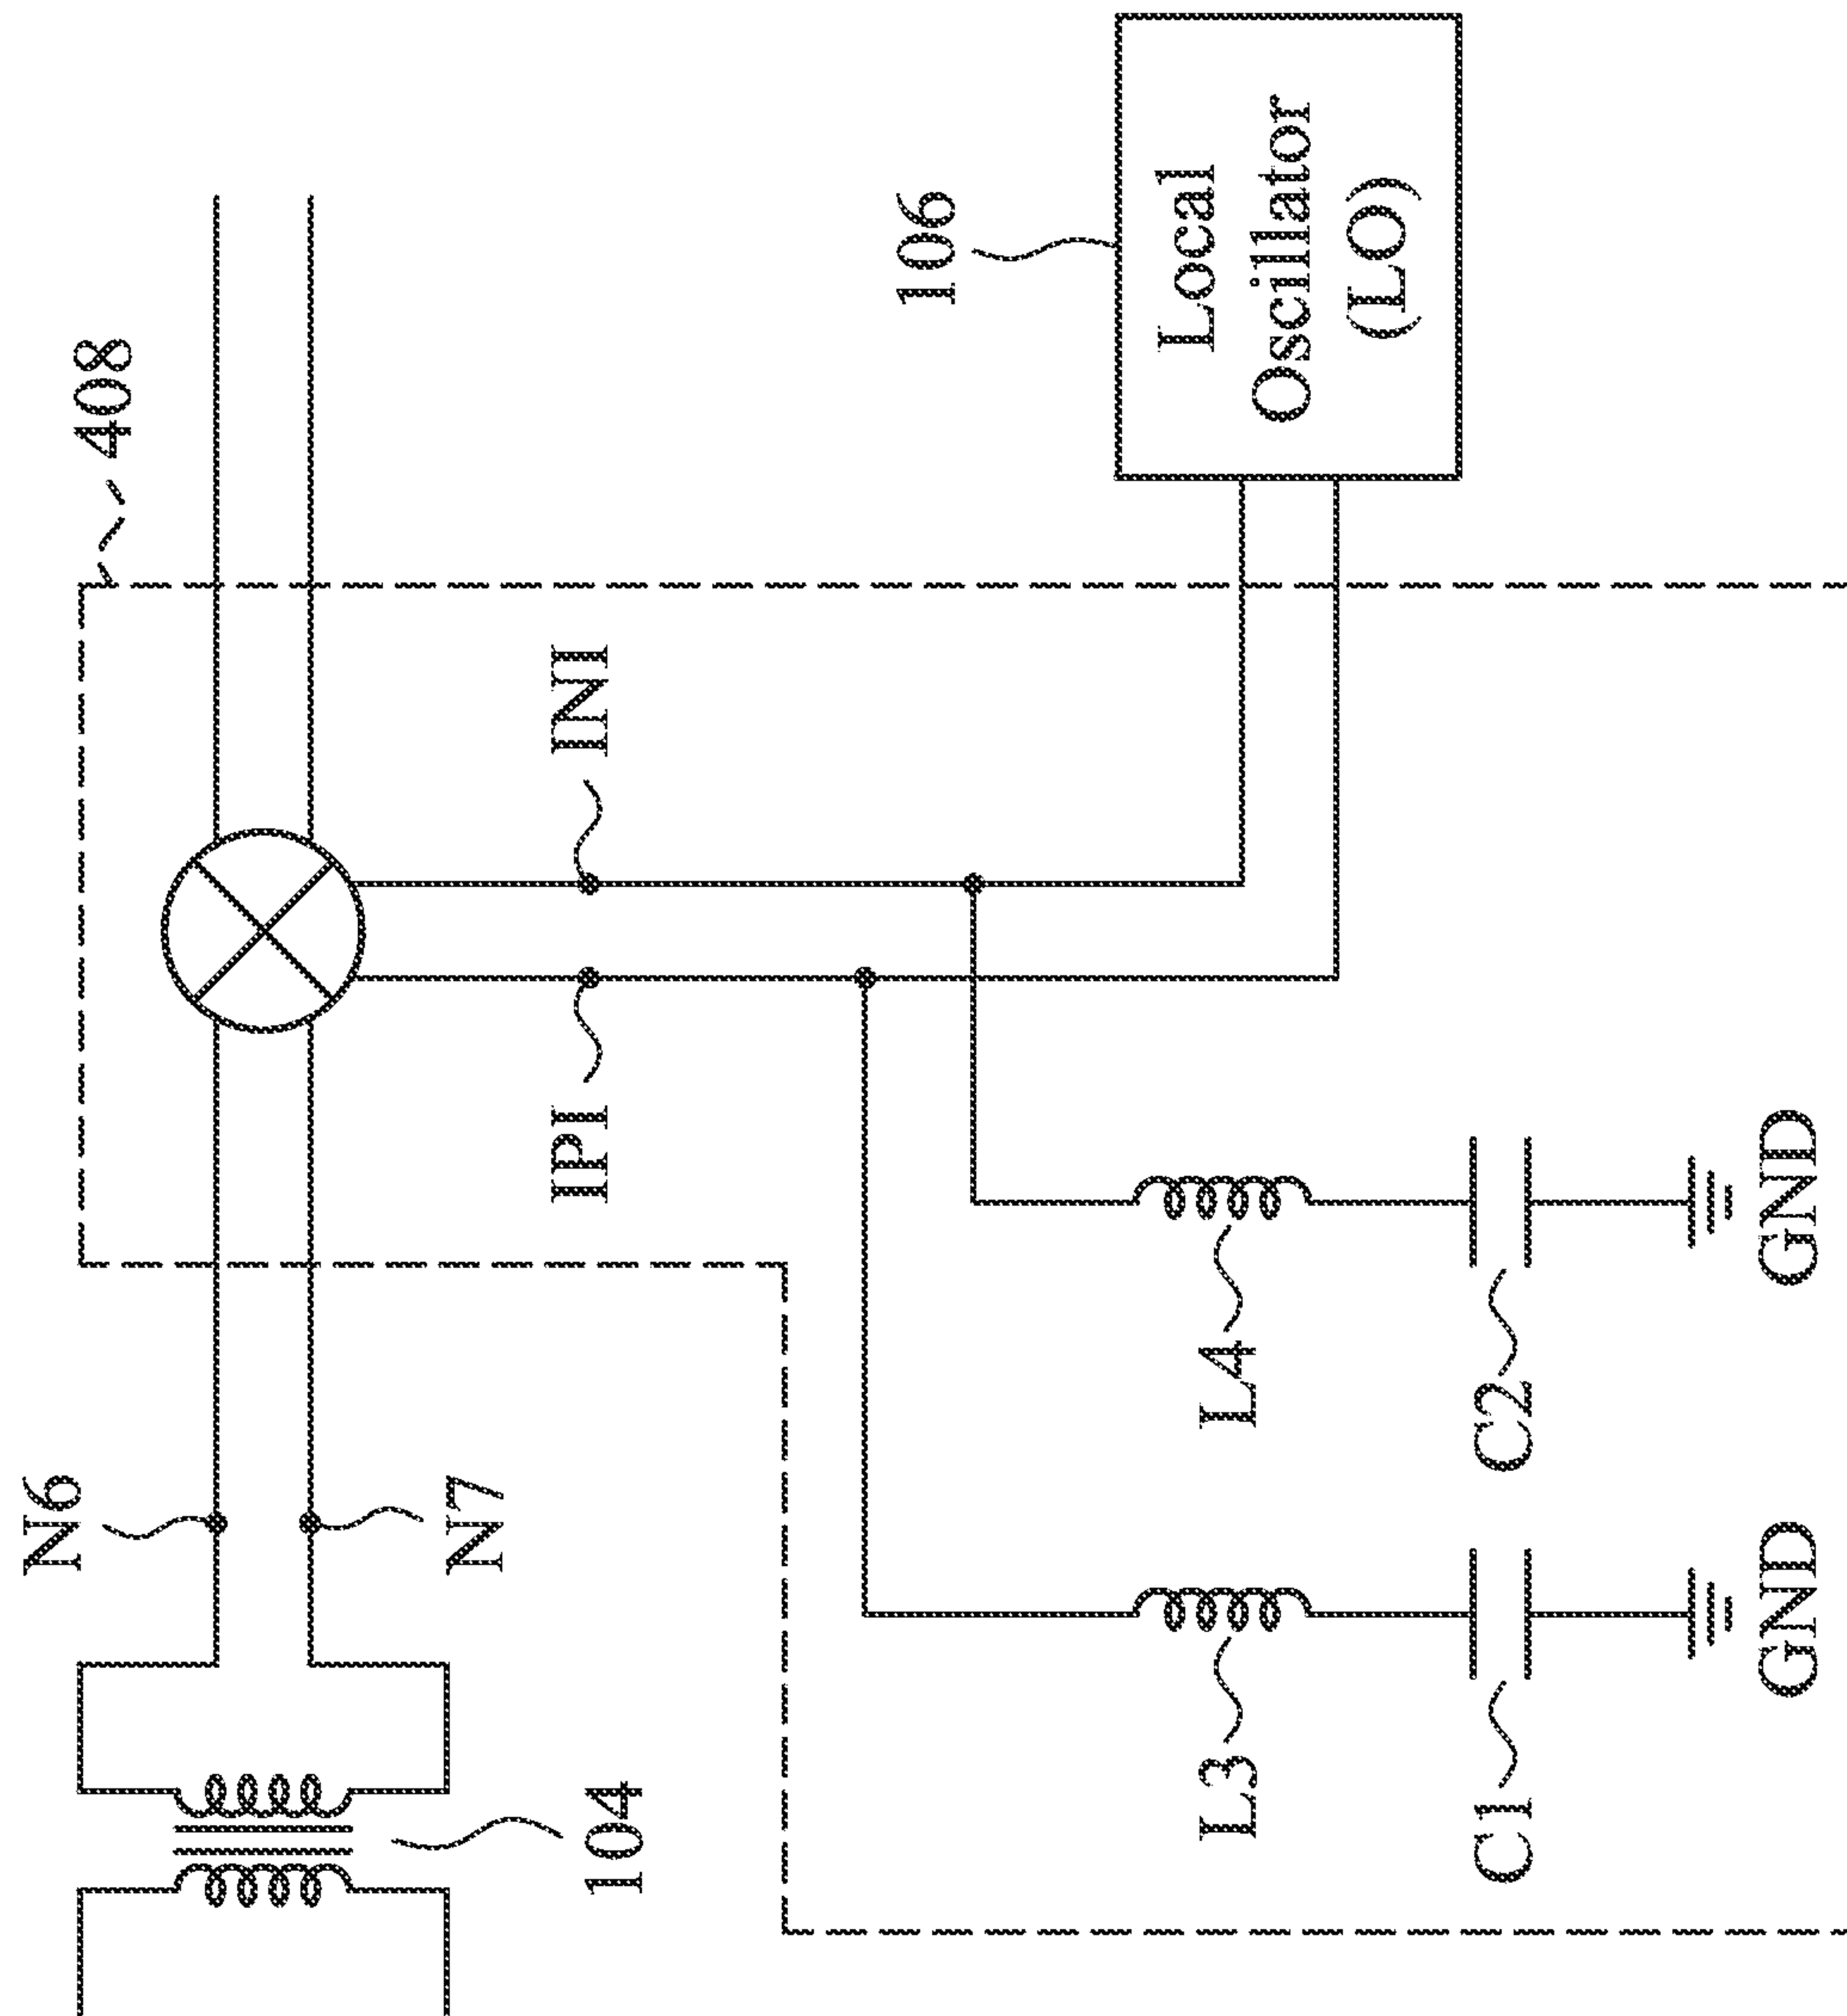 N6
N7
104
408
IPI
INI
106
Local
Oscillator
(LO)
L3
L4
C1
C2
GND
GND